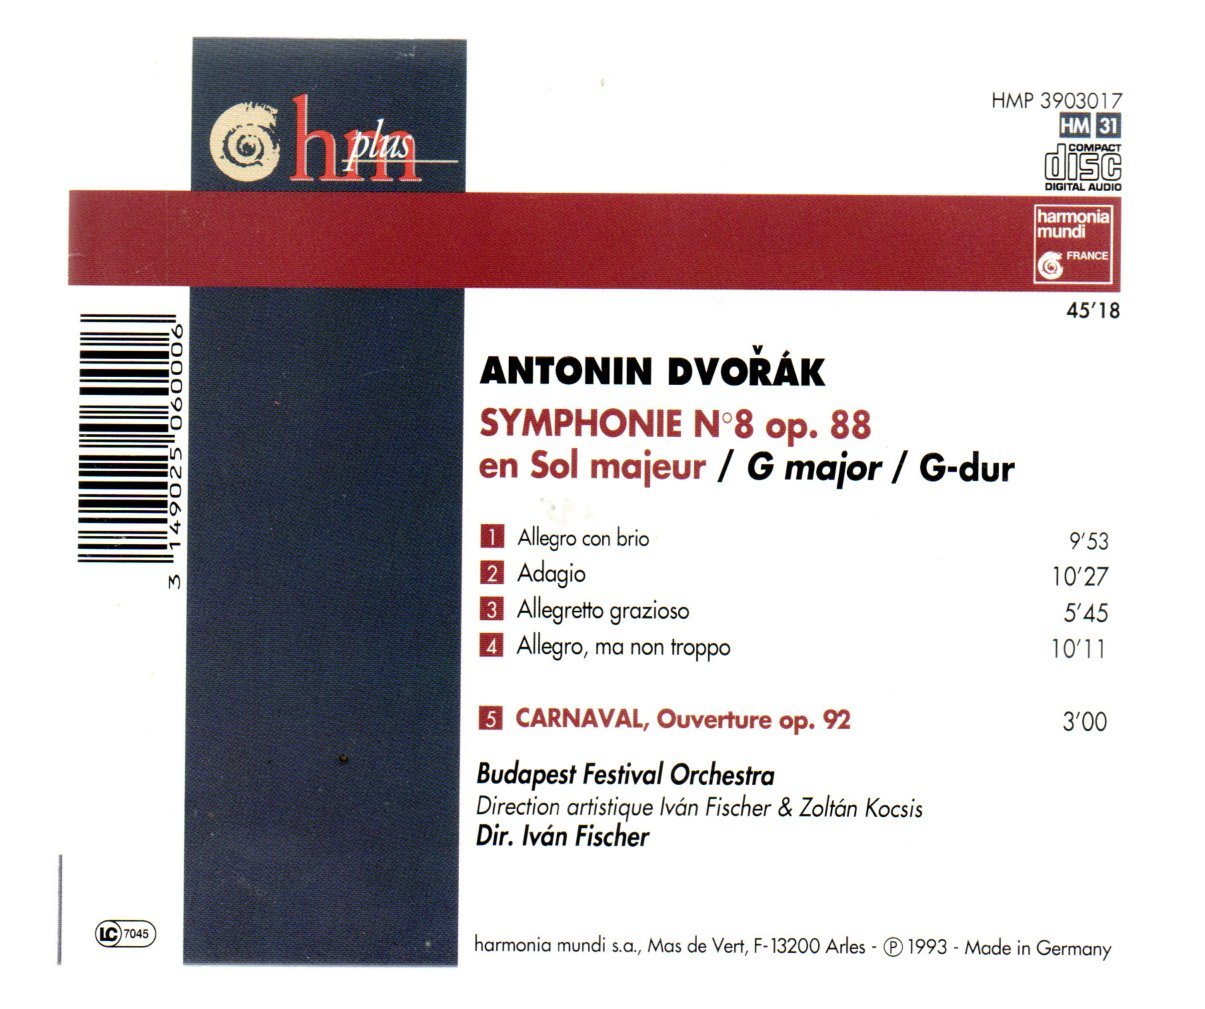 hm plus
HMP 3903017
HM 31
COMPACT
disc
DIGITAL AUDIO
harmonia
mundi
FRANCE
45'18
3 149025 060006
ANTONIN DVOŘÁK
SYMPHONIE N°8 op. 88
en Sol majeur / G major / G-dur
1 Allegro con brio 9'53
2 Adagio 10'27
3 Allegretto grazioso 5'45
4 Allegro, ma non troppo 10'11
5 CARNAVAL, Ouverture op. 92 3'00
Budapest Festival Orchestra
Direction artistique Iván Fischer & Zoltán Kocsis
Dir. Iván Fischer
LC 7045
harmonia mundi s.a., Mas de Vert, F-13200 Arles - ℗ 1993 - Made in Germany